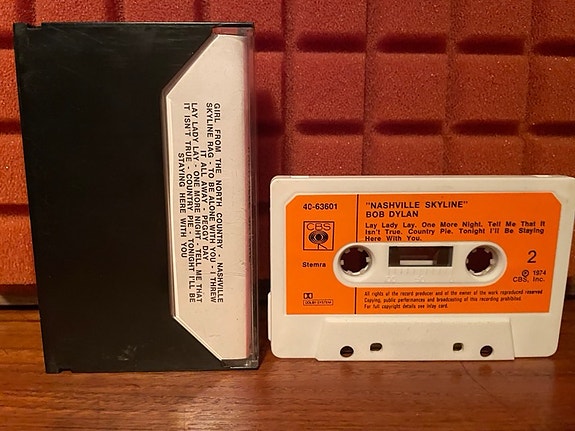 GIRL FROM THE NORTH COUNTRY - NASHVILLE
SKYLINE RAG - TO BE ALONE WITH YOU - I THREW
IT ALL AWAY - PEGGY DAY
LAY LADY LAY - ONE MORE NIGHT - TELL ME THAT
IT ISN'T TRUE - COUNTRY PIE - TONIGHT I'LL BE
STAYING HERE WITH YOU
40-63601
"NASHVILLE SKYLINE"
BOB DYLAN
CBS
Lay Lady Lay. One More Night. Tell Me That It
Isn't True. Country Pie. Tonight I'll Be Staying
Here With You.
Stemra
2
℗ 1974
CBS, Inc.
DOLBY SYSTEM
All rights of the record producer and of the owner of the work reproduced reserved
Copying, public performances and broadcasting of this recording prohibited.
For full copyright details see inlay card.